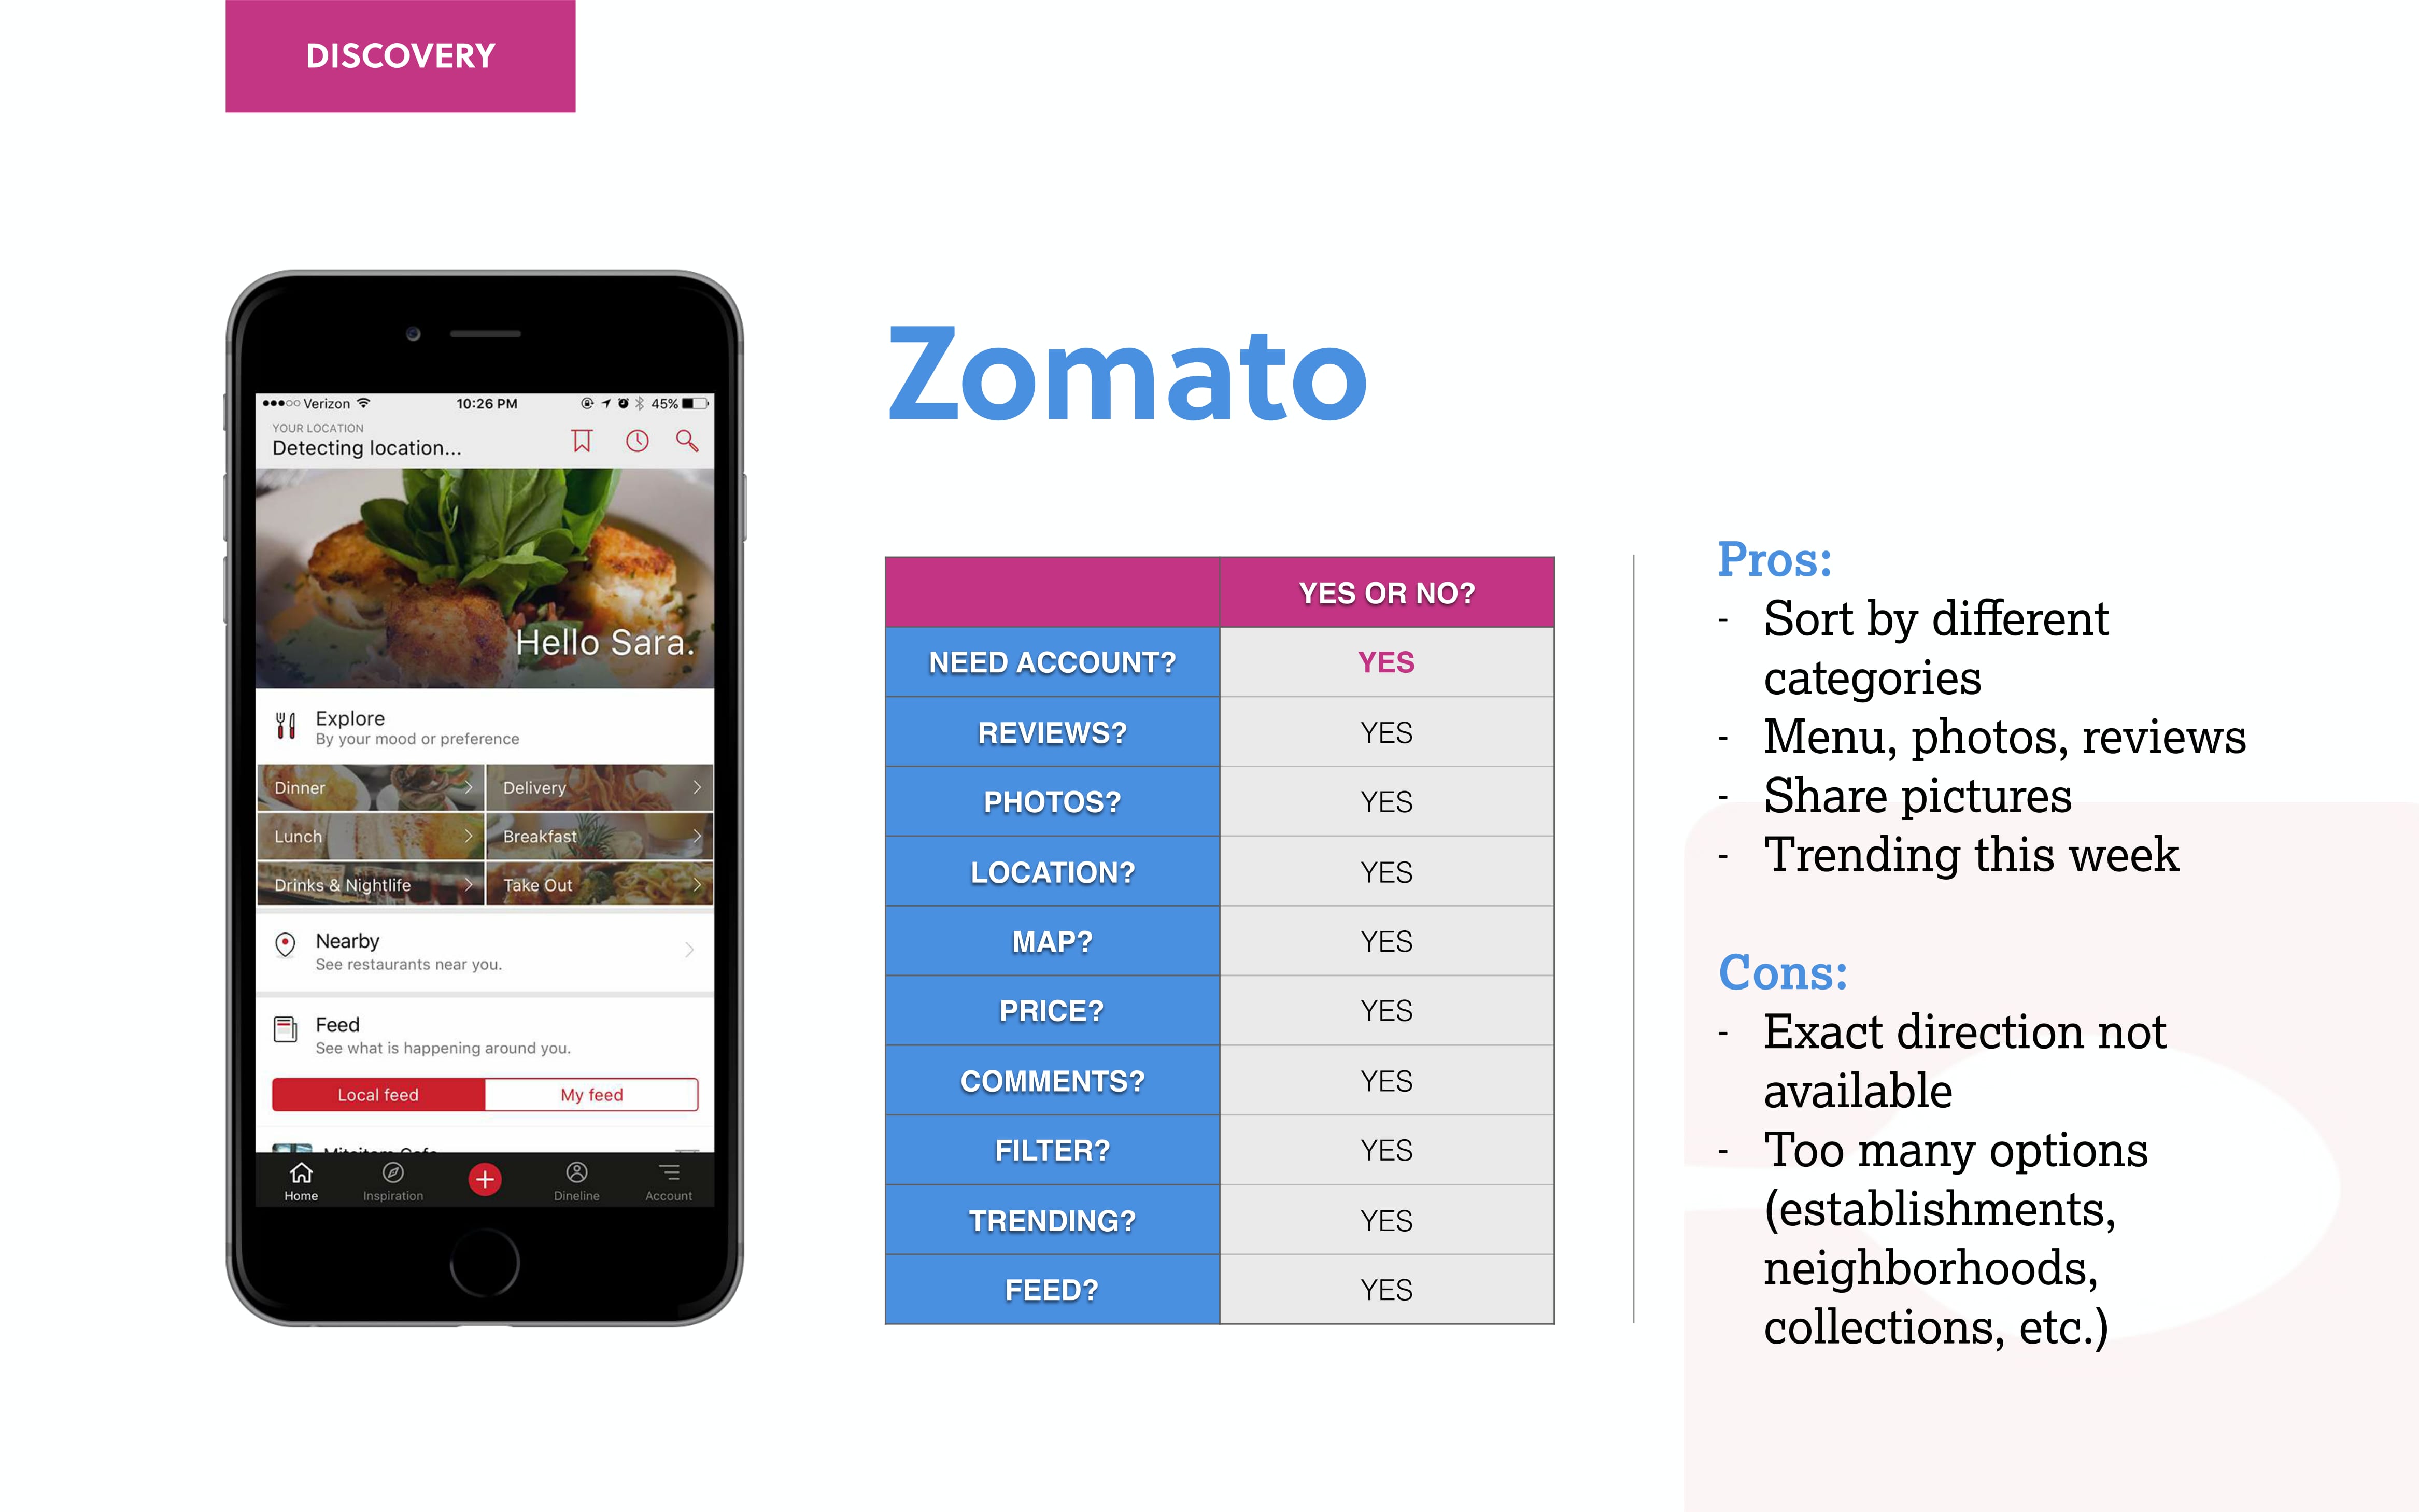 DISCOVERY
Verizon 10:26 PM 45%
YOUR LOCATION
Detecting location...
Hello Sara.
Explore
By your mood or preference
Dinner
Delivery
Lunch
Breakfast
Drinks & Nightlife
Take Out
Nearby
See restaurants near you.
Feed
See what is happening around you.
Local feed
My feed
Home
Inspiration
Dineline
Account
Zomato
YES OR NO?
NEED ACCOUNT? YES
REVIEWS? YES
PHOTOS? YES
LOCATION? YES
MAP? YES
PRICE? YES
COMMENTS? YES
FILTER? YES
TRENDING? YES
FEED? YES
Pros:
- Sort by different
categories
- Menu, photos, reviews
- Share pictures
- Trending this week
Cons:
- Exact direction not
available
- Too many options
(establishments,
neighborhoods,
collections, etc.)